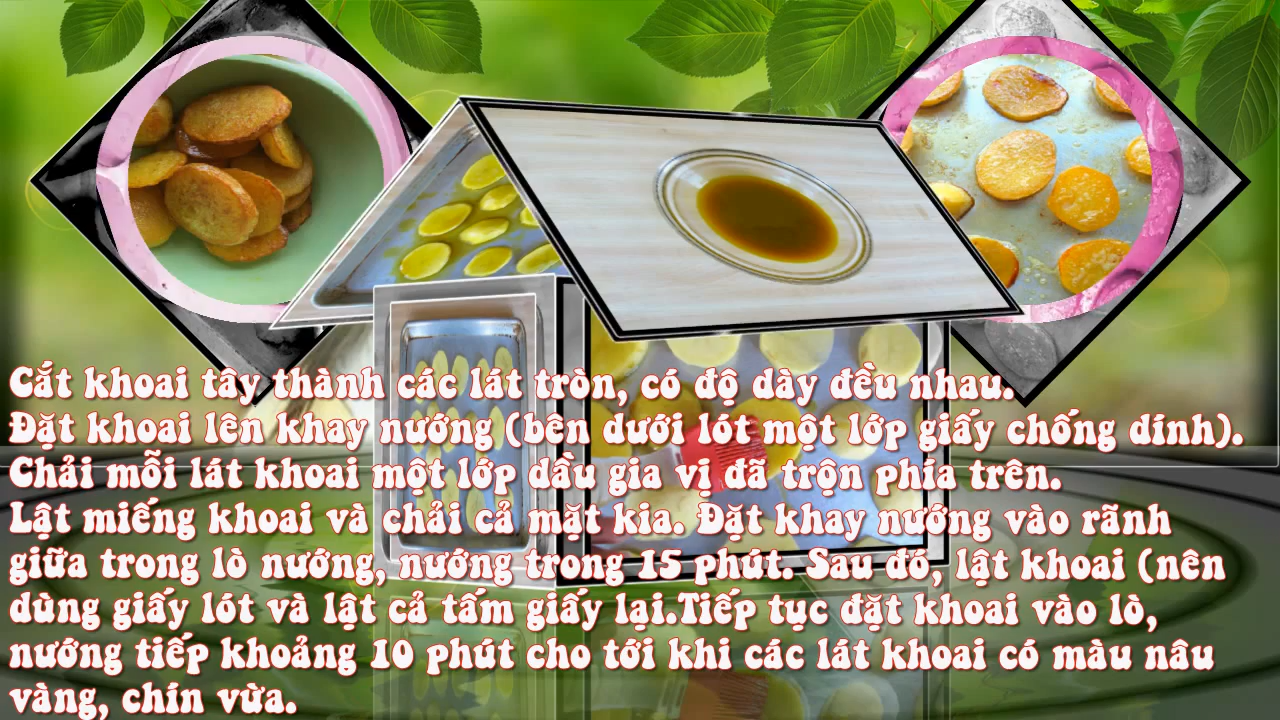 Cắt khoai tây thành các lát tròn, có độ dày đều nhau.
Đặt khoai lên khay nướng (bên dưới lót một lớp giấy chống dính).
Chải mỗi lát khoai một lớp dầu gia vị đã trộn phía trên.
Lật miếng khoai và chải cả mặt kia. Đặt khay nướng vào rãnh
giữa trong lò nướng, nướng trong 15 phút. Sau đó, lật khoai (nên
dùng giấy lót và lật cả tấm giấy lại.Tiếp tục đặt khoai vào lò,
nướng tiếp khoảng 10 phút cho tới khi các lát khoai có màu nâu
vàng, chín vừa.